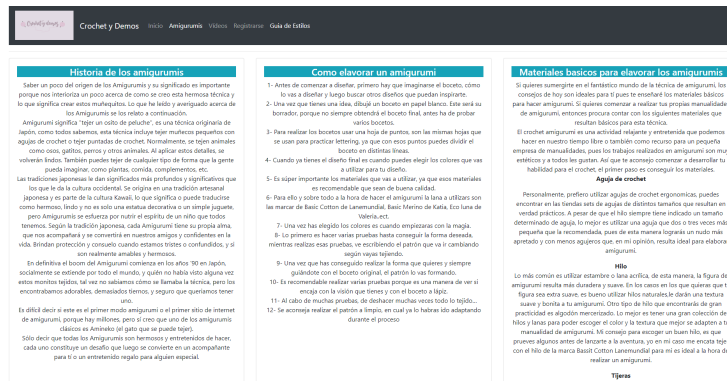 Crochet y Demos
Inicio
Amigurumis
Videos
Registrarse
Guia de Estilos
Historia de los amigurumis
Saber un poco del origen de los Amigurumis y su significado es importante
porque nos interioriza un poco acerca de como se creo esta hermosa técnica y
lo que significa crear estos muñequitos. Lo que he leído y averiguado acerca de
los Amigurumis se los relato a continuación.
Amigurumi significa "tejer un osito de peluche", es una técnica originaria de
Japón, como todos sabemos, esta técnica incluye tejer muñecos pequeños con
agujas de crochet o tejer puntadas de crochet. Normalmente, se tejen animales
como osos, gatitos, perros y otros animales. Al aplicar estos detalles, se
volverán lindos. También puedes tejer de cualquier tipo de forma que la gente
pueda imaginar, como plantas, comida, complementos, etc.
Las tradiciones japonesas le dan significados más profundos y significativos que
los que le da la cultura occidental. Se origina en una tradición artesanal
japonesa y es parte de la cultura Kawaii, lo que significa o puede traducirse
como hermoso, lindo y no es solo una estatua decorativa o un simple juguete,
pero Amigurumis se esfuerza por nutrir el espíritu de un niño que todos
tenemos. Según la tradición japonesa, cada Amigurumi tiene su propia alma,
que nos acompañará y se convertirá en nuestros amigos y confidentes en la
vida. Brindan protección y consuelo cuando estamos tristes o confundidos, y si
son realmente amables y hermosos.
En definitiva el boom del Amigurumi comienza en los años '90 en Japón,
socialmente se extiende por todo el mundo, y quién no había visto alguna vez
estos monitos tejidos, tal vez no sabíamos cómo se llamaba la técnica, pero los
encontrabamos adorables, demasiados tiernos, y seguro que queríamos tener
uno.
Es difícil decir si este es el primer modo amigurumi o el primer sitio de internet
de amigurumi, porque hay millones, pero sí creo que uno de los amigurumis
clásicos es Amineko (el gato que se puede tejer).
Sólo decir que todas las Amigurumis son hermosos y entretenidos de hacer,
cada uno constituye un desafío que luego se convierte en un acompañante
para tí o un entretenido regalo para alguien especial.
Como elavorar un amigurumi
1- Antes de comenzar a diseñar, primero hay que imaginarse el boceto, cómo
lo vas a diseñar y luego buscar otros diseños que puedan inspirarte.
2- Una vez que tienes una idea, dibujé un boceto en papel blanco. Este será su
borrador, porque no siempre obtendrá el boceto final, antes ha de probar
varios bocetos.
3- Para realizar los bocetos usar una hoja de puntos, son las mismas hojas que
se usan para practicar lettering, ya que con esos puntos puedes dividir el
boceto en distintas líneas.
4- Cuando ya tienes el diseño final es cuando puedes elegir los colores que vas
a utilizar para tu diseño.
5- Es súper importante los materiales que vas a utilizar, ya que esos materiales
es recomendable que sean de buena calidad.
6- Para ello y sobre todo a la hora de hacer el amigurumi la lana a utilizars son
las marcar de Basic Cotton de Lanemundial, Basic Merino de Katia, Eco luna de
Valeria..ect.
7- Una vez has elegido los colores es cuando empiezaras con la magia.
8- Lo primero es hacer varias pruebas hasta conseguir la forma deseada,
mientras realizas esas pruebas, ve escribiendo el patrón que va ir cambiando
según vayas tejiendo.
9- Una vez que has conseguido realizar la forma que quieres y siempre
guiándote con el boceto original, el patrón lo vas formando.
10- Es recomendable realizar varias pruebas porque es una manera de ver si
encaja con la visión que tienes y con el boceto a lápiz.
11- Al cabo de muchas pruebas, de deshacer muchas veces todo lo tejido....
12- Se aconseja realizar el patrón a limpio, en cual ya lo habras ido adaptando
durante el proceso
Materiales basicos para elavorar los amigurumis
Si quieres sumergirte en el fantástico mundo de la técnica de amigurumi, los
consejos de hoy son ideales para tí pues te enseñaré los materiales básicos
para hacer amigurumi. Si quieres comenzar a realizar tus propias manualidades
de amigurumi, entonces procura contar con los siguientes materiales que
resultan básicos para esta técnica.
El crochet amigurumi es una actividad relajante y entretenida que podemos
hacer en nuestro tiempo libre o también como recurso para un pequeña
empresa de manualidades, pues los trabajos realizados en amigurumi son muy
estéticos y a todos les gustan. Así que te aconsejo comenzar a desarrollar tu
habilidad para el crochet, el primer paso es conseguir los materiales.
Aguja de crochet
Personalmente, prefiero utilizar agujas de crochet ergonomicas, puedes
encontrar en las tiendas sets de agujas de distintos tamaños que resultan en
verdad prácticos. A pesar de que el hilo siempre tiene indicado un tamaño
determinado de aguja, lo mejor es utilizar una aguja que dos o tres veces más
pequeña que la recomendada, pues de esta manera lograrás un nudo más
apretado y con menos agujeros que, en mi opinión, resulta ideal para elaborar
amigurumi.
Hilo
Lo más común es utilizar estambre o lana acrílica, de esta manera, la figura de
amigurumi resulta más duradera y suave. En los casos en los que quieras que tu
figura sea extra suave, es bueno utilizar hilos naturales,le darán una textura
suave y bonita a tu amigurumi. Otro tipo de hilo que encontrarás de gran
practicidad es algodón mercerizado. Lo mejor es tener una gran colección de
hilos y lanas para poder escoger el color y la textura que mejor se adapten a tu
manualidad de amigurumi. Mi consejo para escoger un buen hilo, es que
pruebes algunos antes de lanzarte a la aventura, yo en mi caso me encata tejer
con el hilo de la marca Bassit Cotton Lanemundial para mi es ideal a la hora de
realizar un amigurumi.
Tijeras